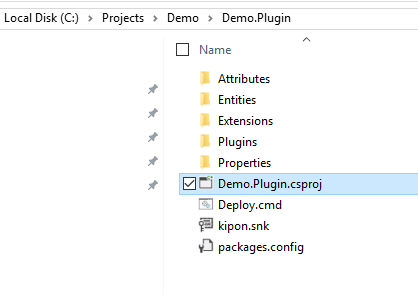 Local Disk (C:) > Projects > Demo > Demo.Plugin
Name
Attributes
Entities
Extensions
Plugins
Properties
Demo.Plugin.csproj
Deploy.cmd
kipon.snk
packages.config